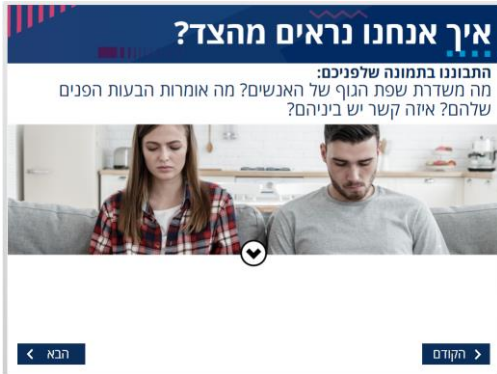 איך אנחנו נראים מהצד?
התבוננו בתמונה שלפניכם:
מה משדרת שפת הגוף של האנשים? מה אומרות הבעות הפנים
שלהם? איזה קשר יש ביניהם?
הקודם
הבא